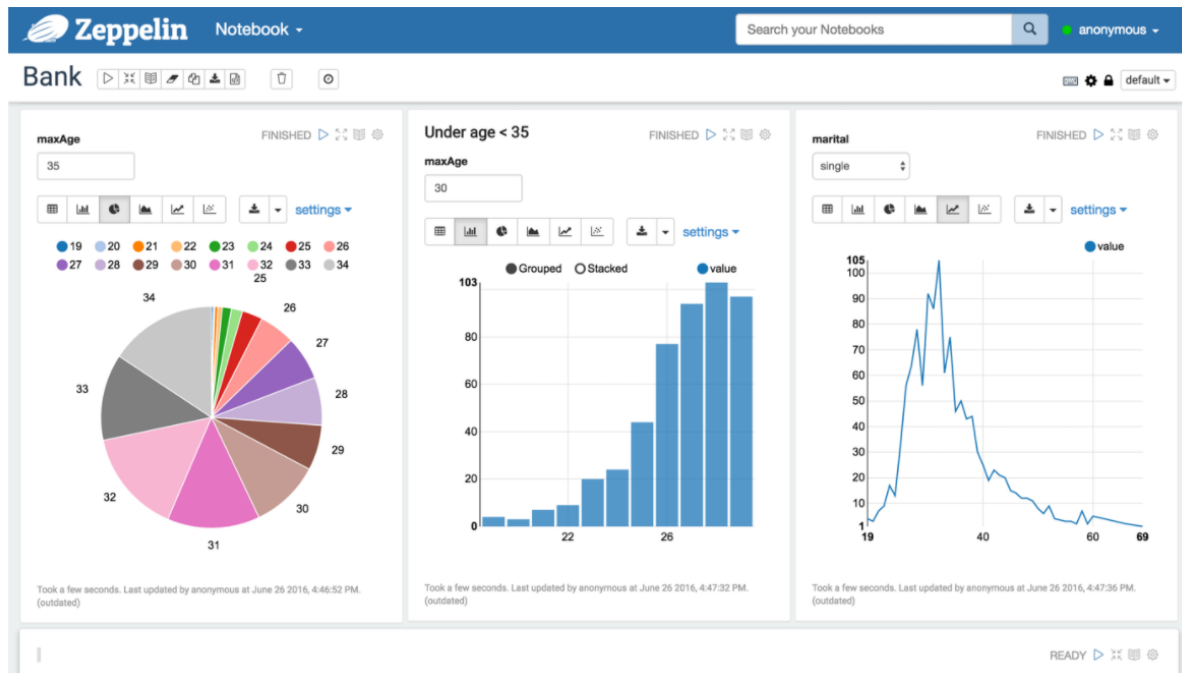 Zeppelin Notebook Search your Notebooks anonymous
Bank default
maxAge FINISHED
35
settings
19 20 21 22 23 24 25 26
27 28 29 30 31 32 33 34
25
34 26
27
33 28
29
32 30
31
Took a few seconds. Last updated by anonymous at June 26 2016, 4:46:52 PM.
(outdated)
Under age < 35 FINISHED
maxAge
30
settings
Grouped Stacked value
103
80
60
40
20
0
22 26
Took a few seconds. Last updated by anonymous at June 26 2016, 4:47:32 PM.
(outdated)
marital FINISHED
single
settings
value
105
100
90
80
70
60
50
40
30
20
10
1
19 40 60 69
Took a few seconds. Last updated by anonymous at June 26 2016, 4:47:36 PM.
(outdated)
READY